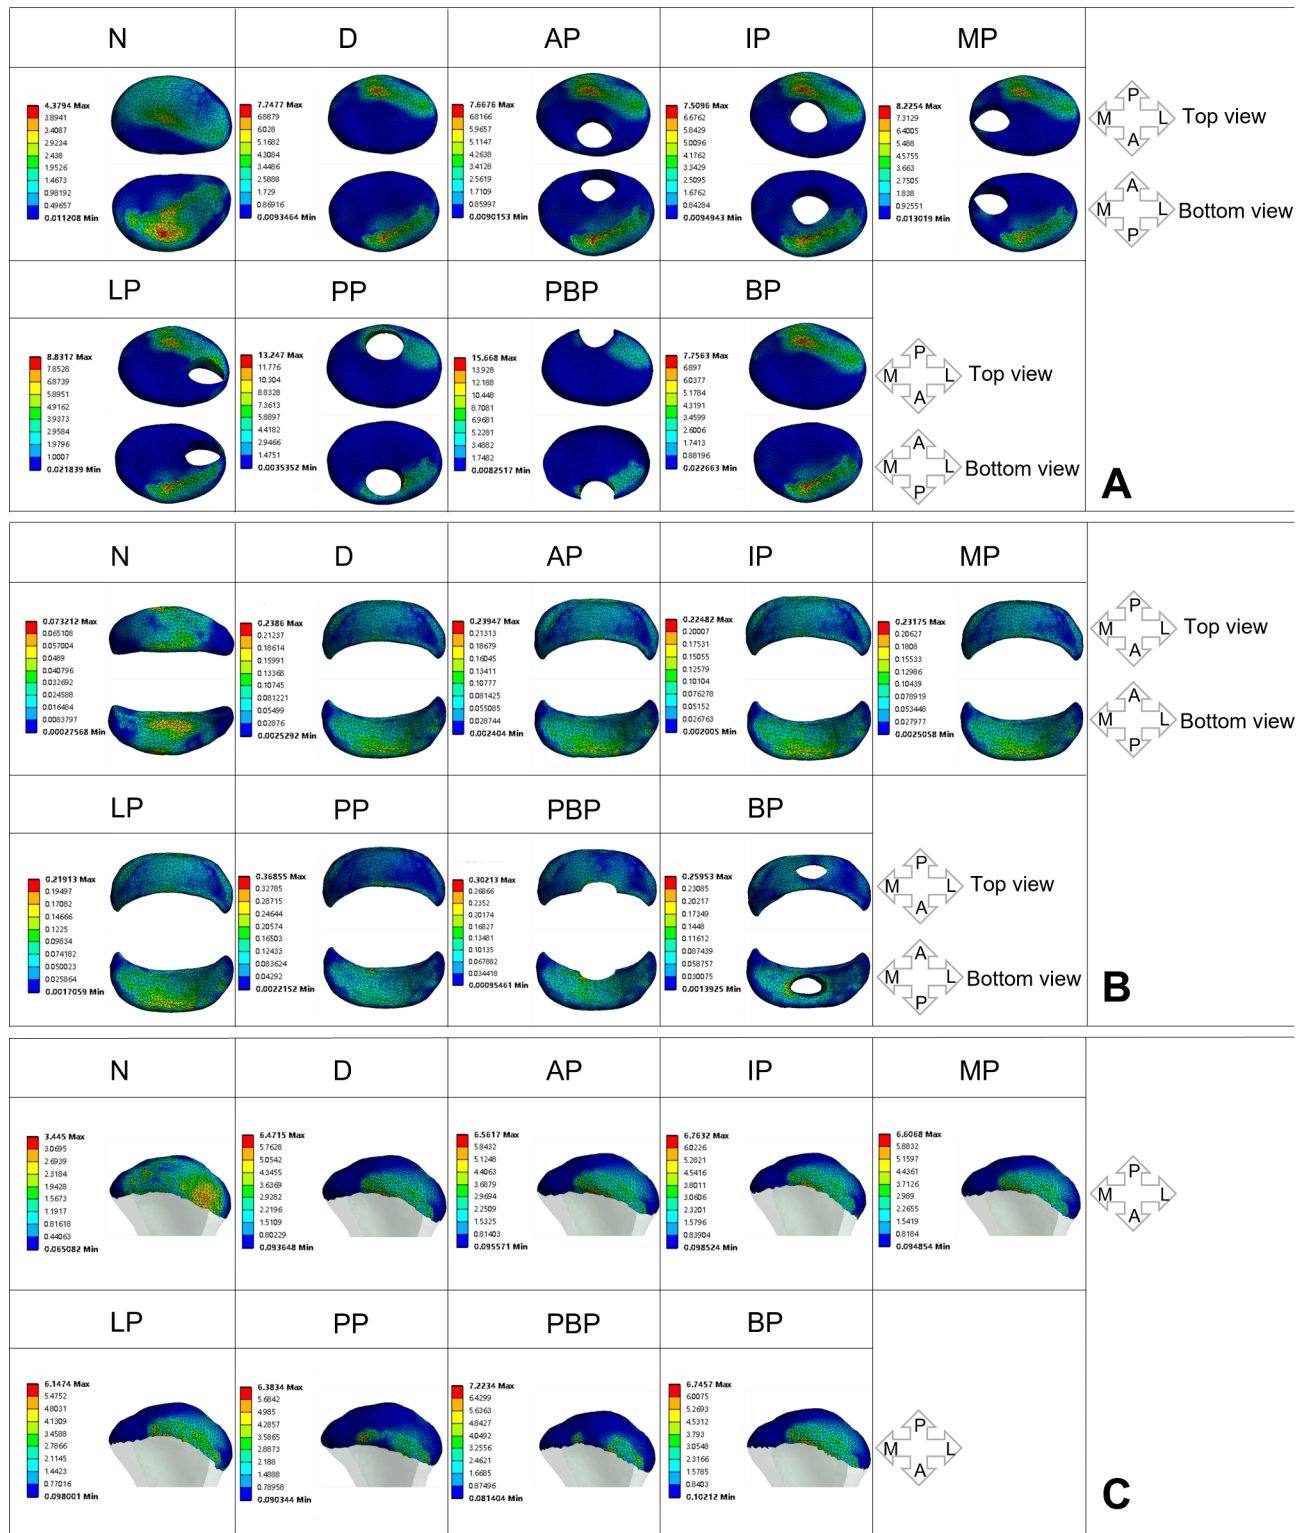 N D AP IP MP
4.3794 Max
3.8941
3.4087
2.9234
2.438
1.9526
1.4673
0.98192
0.49657
0.011208 Min
7.7477 Max
6.8879
6.028
5.1682
4.3084
3.4486
2.5888
1.729
0.86916
0.0093464 Min
7.6676 Max
6.8166
5.9657
5.1147
4.2638
3.4128
2.5619
1.7109
0.85997
0.0090153 Min
7.5096 Max
6.6762
5.8429
5.0096
4.1762
3.3429
2.5095
1.6762
0.84284
0.0094943 Min
8.2254 Max
7.3129
6.4005
5.488
4.5755
3.663
2.7505
1.838
0.92551
0.013019 Min
P
M L Top view
A
A
M L Bottom view
P
LP PP PBP BP
8.8317 Max
7.8528
6.8739
5.8951
4.9162
3.9373
2.9584
1.9796
1.0007
0.021839 Min
13.247 Max
11.776
10.304
8.8328
7.3613
5.8897
4.4182
2.9466
1.4751
0.0035352 Min
15.668 Max
13.928
12.188
10.448
8.7081
6.9681
5.2281
3.4882
1.7482
0.0082517 Min
7.7563 Max
6.897
6.0377
5.1784
4.3191
3.4599
2.6006
1.7413
0.88196
0.022663 Min
P
M L Top view
A
A
M L Bottom view
P
A
N D AP IP MP
0.073212 Max
0.065108
0.057004
0.0489
0.040796
0.032692
0.024588
0.016484
0.0083797
0.00027568 Min
0.2386 Max
0.21237
0.18614
0.15991
0.13368
0.10745
0.081221
0.05499
0.02876
0.0025292 Min
0.23947 Max
0.21313
0.18679
0.16045
0.13411
0.10777
0.081425
0.055085
0.028744
0.002404 Min
0.22482 Max
0.20007
0.17531
0.15055
0.12579
0.10104
0.076278
0.05152
0.026763
0.002005 Min
0.23175 Max
0.20627
0.1808
0.15533
0.12986
0.10439
0.078919
0.053448
0.027977
0.0025058 Min
P
M L Top view
A
A
M L Bottom view
P
LP PP PBP BP
0.21913 Max
0.19497
0.17082
0.14666
0.1225
0.09834
0.074182
0.050023
0.025864
0.0017059 Min
0.36855 Max
0.32785
0.28715
0.24644
0.20574
0.16503
0.12433
0.083624
0.04292
0.0022152 Min
0.30213 Max
0.26866
0.2352
0.20174
0.16827
0.13481
0.10135
0.067882
0.034418
0.00095461 Min
0.25953 Max
0.23085
0.20217
0.17349
0.1448
0.11612
0.087439
0.058757
0.030075
0.0013925 Min
P
M L Top view
A
A
M L Bottom view
P
B
N D AP IP MP
3.445 Max
3.0695
2.6939
2.3184
1.9428
1.5673
1.1917
0.81618
0.44063
0.065082 Min
6.4715 Max
5.7628
5.0542
4.3455
3.6369
2.9282
2.2196
1.5109
0.80229
0.093648 Min
6.5617 Max
5.8432
5.1248
4.4063
3.6879
2.9694
2.2509
1.5325
0.81403
0.095571 Min
6.7632 Max
6.0226
5.2821
4.5416
3.8011
3.0606
2.3201
1.5796
0.83904
0.098524 Min
6.6068 Max
5.8832
5.1597
4.4361
3.7126
2.989
2.2655
1.5419
0.8184
0.094854 Min
P
M L
A
LP PP PBP BP
6.1474 Max
5.4752
4.8031
4.1309
3.4588
2.7866
2.1145
1.4423
0.77016
0.098001 Min
6.3834 Max
5.6842
4.985
4.2857
3.5865
2.8873
2.188
1.4888
0.78958
0.090344 Min
7.2234 Max
6.4299
5.6363
4.8427
4.0492
3.2556
2.4621
1.6685
0.87496
0.081404 Min
6.7457 Max
6.0075
5.2693
4.5312
3.793
3.0548
2.3166
1.5785
0.8403
0.10212 Min
P
M L
A
C